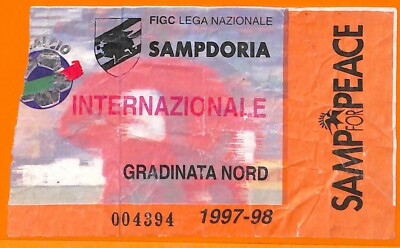 FIGC LEGA NAZIONALE
SAMPDORIA
INTERNAZIONALE
GRADINATA NORD
004394
1997-98
SAMP FOR PEACE